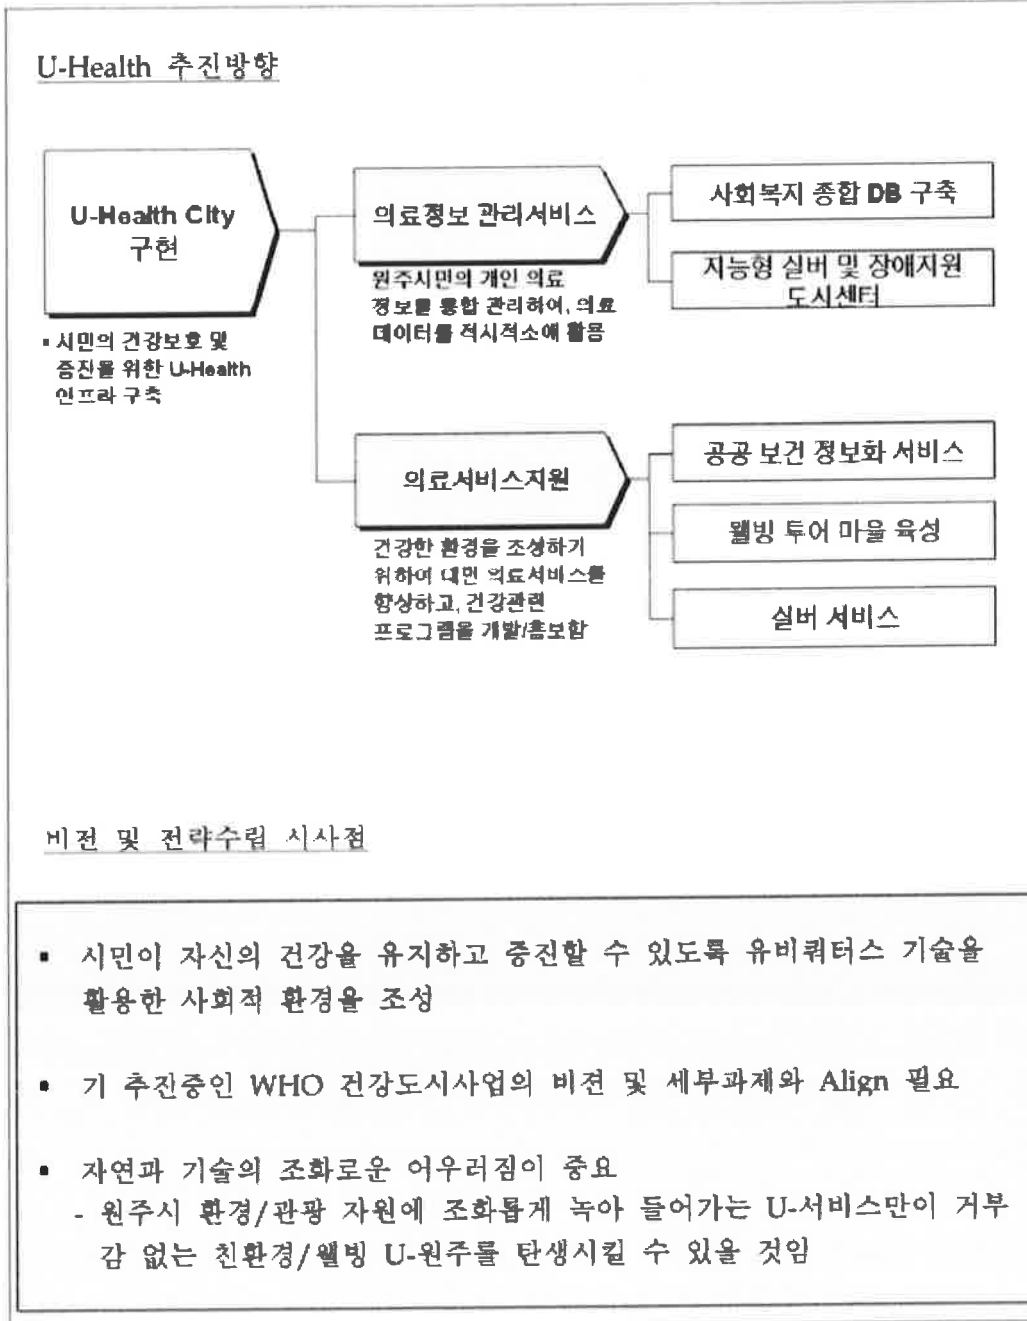 U-Health 추진방향
U-Health City
구현
▪ 시민의 건강보호 및
증진을 위한 U-Health
인프라 구축
의료정보 관리서비스
원주시민의 개인 의료
정보를 통합 관리하여, 의료
데이터를 적시적소에 활용
사회복지 종합 DB 구축
지능형 실버 및 장애지원
도시센터
의료서비스지원
건강한 환경을 조성하기
위하여 대민 의료서비스를
향상하고, 건강관련
프로그램을 개발/홍보함
공공 보건 정보화 서비스
웰빙 투어 마을 육성
실버 서비스
비전 및 전략수립 시사점
▪ 시민이 자신의 건강을 유지하고 증진할 수 있도록 유비쿼터스 기술을
활용한 사회적 환경을 조성
▪ 기 추진중인 WHO 건강도시사업의 비젼 및 세부과제와 Align 필요
▪ 자연과 기술의 조화로운 어우러짐이 중요
- 원주시 환경/관광 자원에 조화롭게 녹아 들어가는 U-서비스만이 거부
감 없는 친환경/웰빙 U-원주를 탄생시킬 수 있을 것임